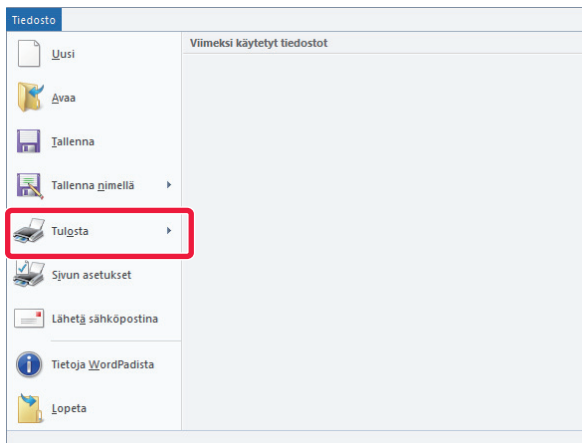 Tiedosto
Viimeksi käytetyt tiedostot
Uusi
Avaa
Tallenna
Tallenna nimellä
Tulosta
Sivun asetukset
Lähetä sähköpostina
Tietoja WordPadista
Lopeta